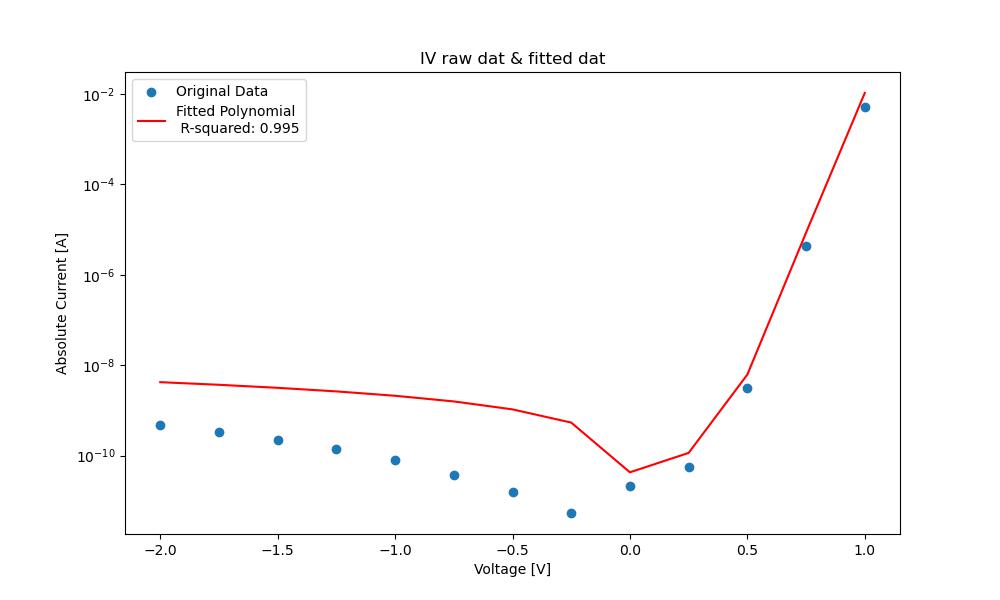 IV raw dat & fitted dat
Original Data
Fitted Polynomial
R-squared: 0.995
10⁻²
10⁻⁴
10⁻⁶
10⁻⁸
10⁻¹⁰
Absolute Current [A]
−2.0 −1.5 −1.0 −0.5 0.0 0.5 1.0
Voltage [V]